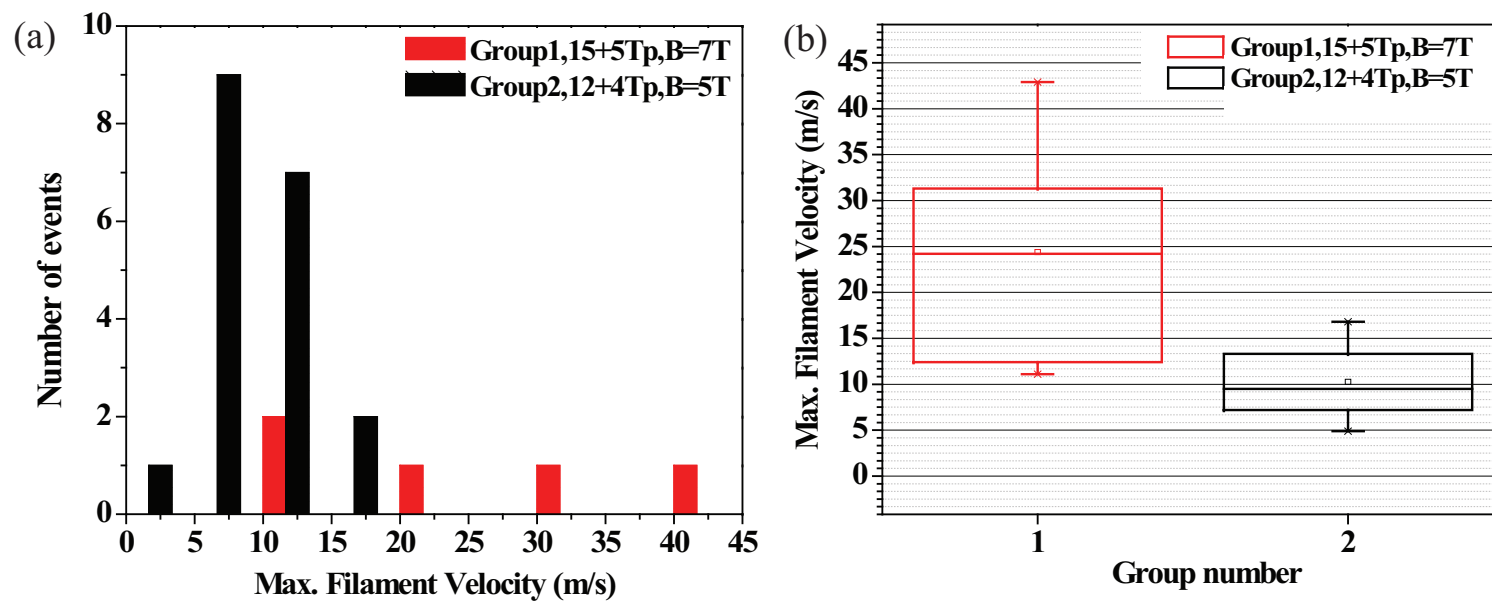 (a)
Group1,15+5Tp,B=7T
Group2,12+4Tp,B=5T
10
8
6
4
2
0
Number of events
0 5 10 15 20 25 30 35 40 45
Max. Filament Velocity (m/s)
(b)
Group1,15+5Tp,B=7T
Group2,12+4Tp,B=5T
45
40
35
30
25
20
15
10
5
0
Max. Filament Velocity (m/s)
1 2
Group number